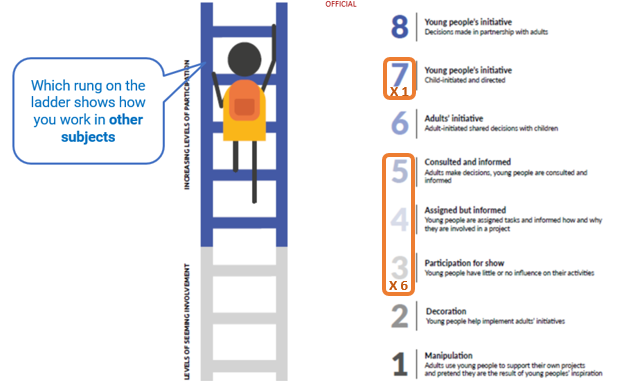 OFFICIAL
Which rung on the
ladder shows how
you work in other
subjects
INCREASING LEVELS OF PARTICIPATION
LEVELS OF SEEMING INVOLVEMENT
8
Young people's initiative
Decisions made in partnership with adults
7
X 1
Young people's initiative
Child-initiated and directed
6
Adults' initiative
Adult-initiated shared decisions with children
5
Consulted and informed
Adults make decisions, young people are consulted and
informed
4
Assigned but informed
Young people are assigned tasks and informed how and why
they are involved in a project
3
X 6
Participation for show
Young people have little or no influence on their activities
2
Decoration
Young people help implement adults' initiatives
1
Manipulation
Adults use young people to support their own projects
and pretend they are the result of young peoples' inspiration